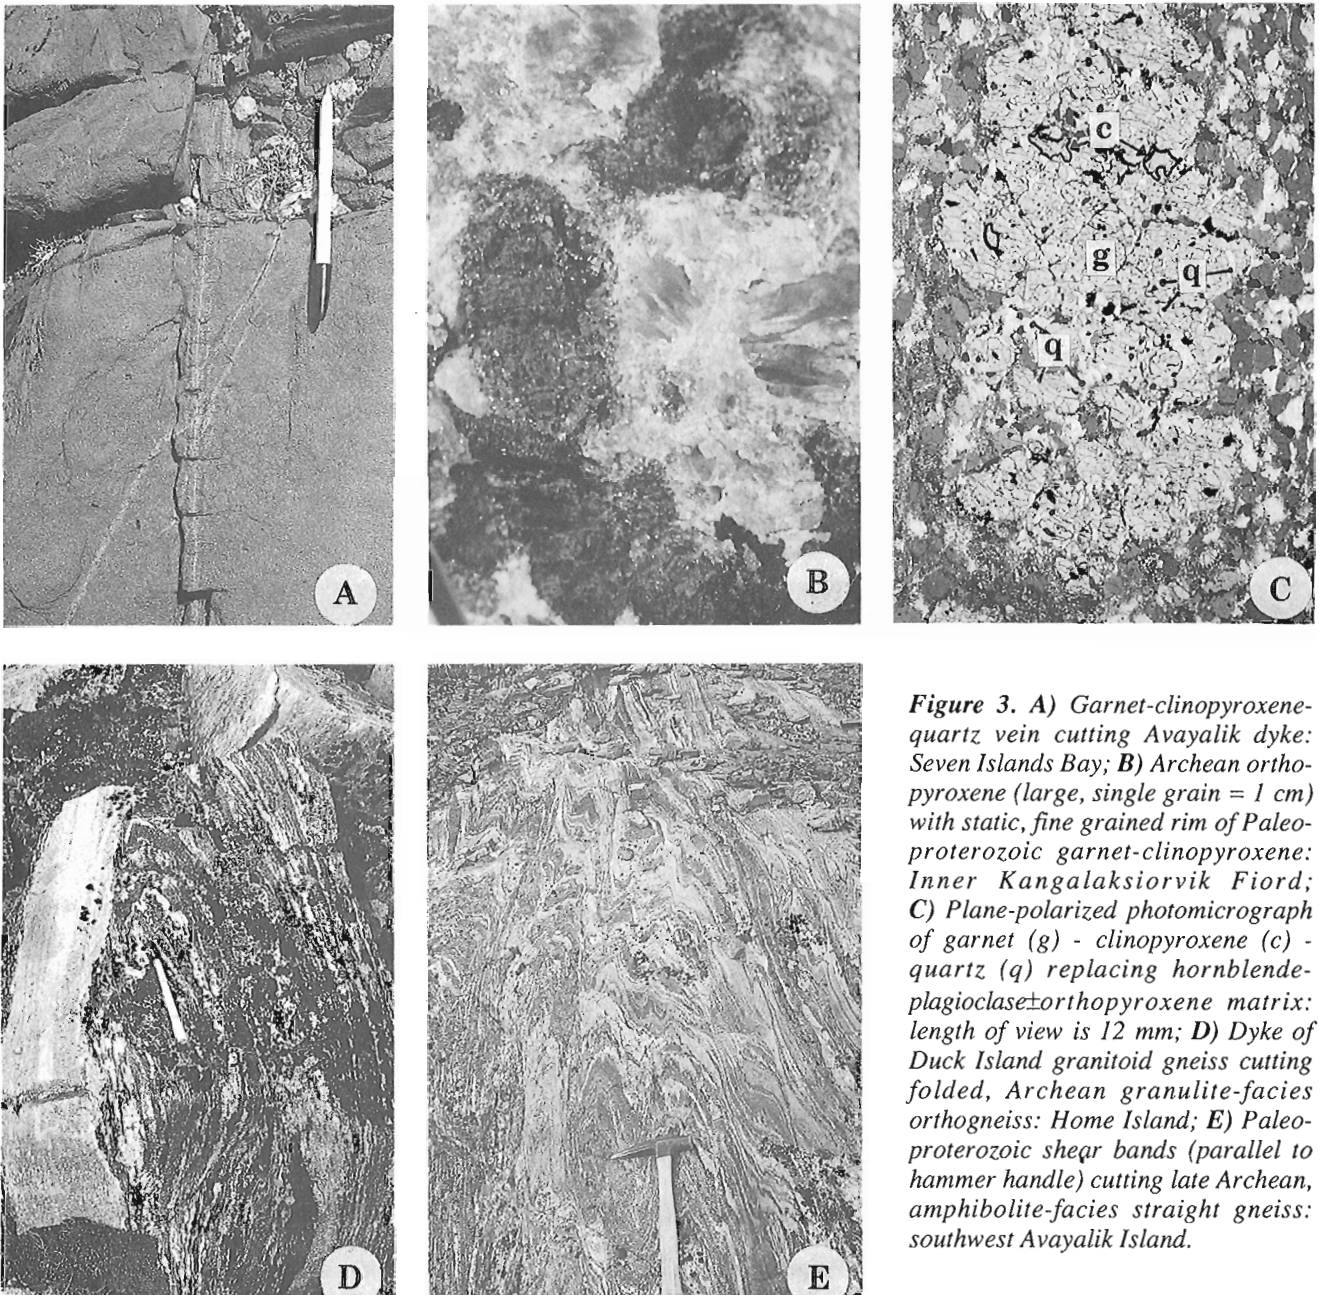 A
B
c
g
q
q
C
D
E
Figure 3. A) Garnet-clinopyroxene-
quartz vein cutting Avayalik dyke:
Seven Islands Bay; B) Archean ortho-
pyroxene (large, single grain = 1 cm)
with static, fine grained rim of Paleo-
proterozoic garnet-clinopyroxene:
Inner Kangalaksiorvik Fiord;
C) Plane-polarized photomicrograph
of garnet (g) - clinopyroxene (c) -
quartz (q) replacing hornblende-
plagioclase±orthopyroxene matrix:
length of view is 12 mm; D) Dyke of
Duck Island granitoid gneiss cutting
folded, Archean granulite-facies
orthogneiss: Home Island; E) Paleo-
proterozoic shear bands (parallel to
hammer handle) cutting late Archean,
amphibolite-facies straight gneiss:
southwest Avayalik Island.